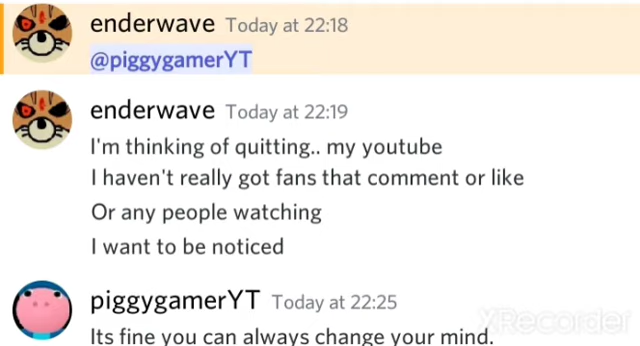 enderwave Today at 22:18
@piggygamerYT
enderwave Today at 22:19
I'm thinking of quitting.. my youtube
I haven't really got fans that comment or like
Or any people watching
I want to be noticed
piggygamerYT Today at 22:25
Its fine you can always change your mind.
XRecorder